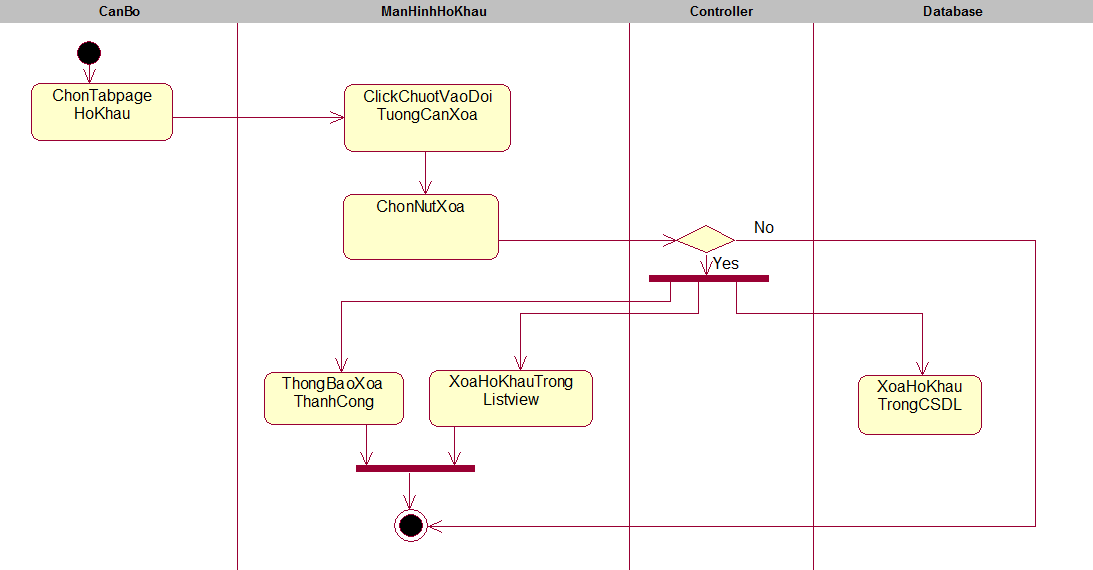 CanBo
ManHinhHoKhau
Controller
Database
ChonTabpage
HoKhau
ClickChuotVaoDoi
TuongCanXoa
ChonNutXoa
No
Yes
ThongBaoXoa
ThanhCong
XoaHoKhauTrong
Listview
XoaHoKhau
TrongCSDL